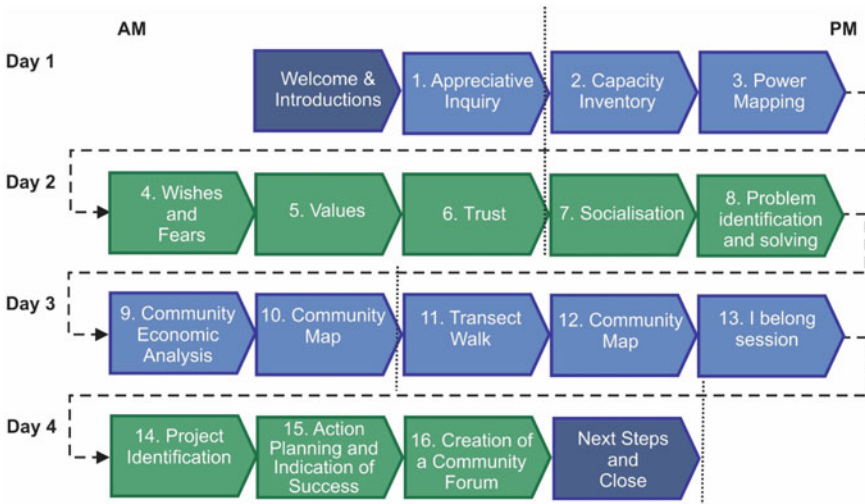 AM
PM
Day 1
Welcome &
Introductions
1. Appreciative
Inquiry
2. Capacity
Inventory
3. Power
Mapping
Day 2
4. Wishes
and
Fears
5. Values
6. Trust
7. Socialisation
8. Problem
identification
and solving
Day 3
9. Community
Economic
Analysis
10. Community
Map
11. Transect
Walk
12. Community
Map
13. I belong
session
Day 4
14. Project
Identification
15. Action
Planning and
Indication of
Success
16. Creation of
a Community
Forum
Next Steps
and
Close